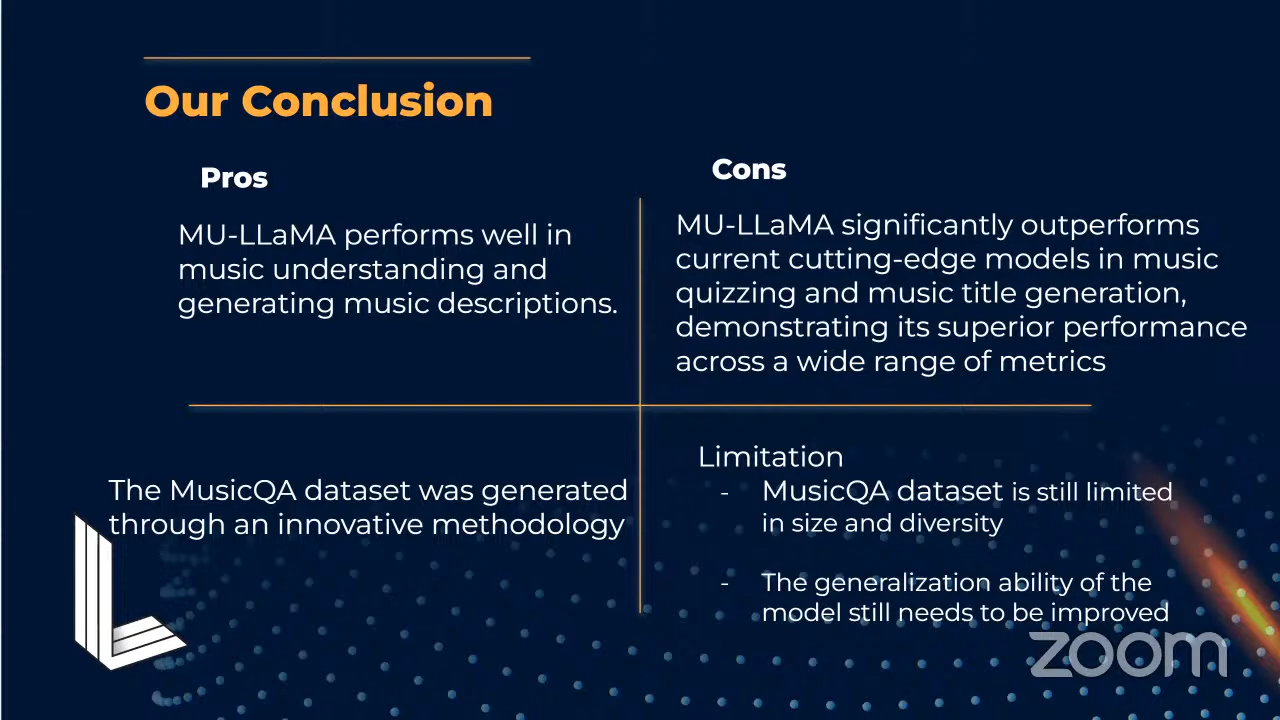 Our Conclusion
Pros
MU-LLaMA performs well in
music understanding and
generating music descriptions.
Cons
MU-LLaMA significantly outperforms
current cutting-edge models in music
quizzing and music title generation,
demonstrating its superior performance
across a wide range of metrics
The MusicQA dataset was generated
through an innovative methodology
Limitation
- MusicQA dataset is still limited
in size and diversity
- The generalization ability of the
model still needs to be improved
zoom